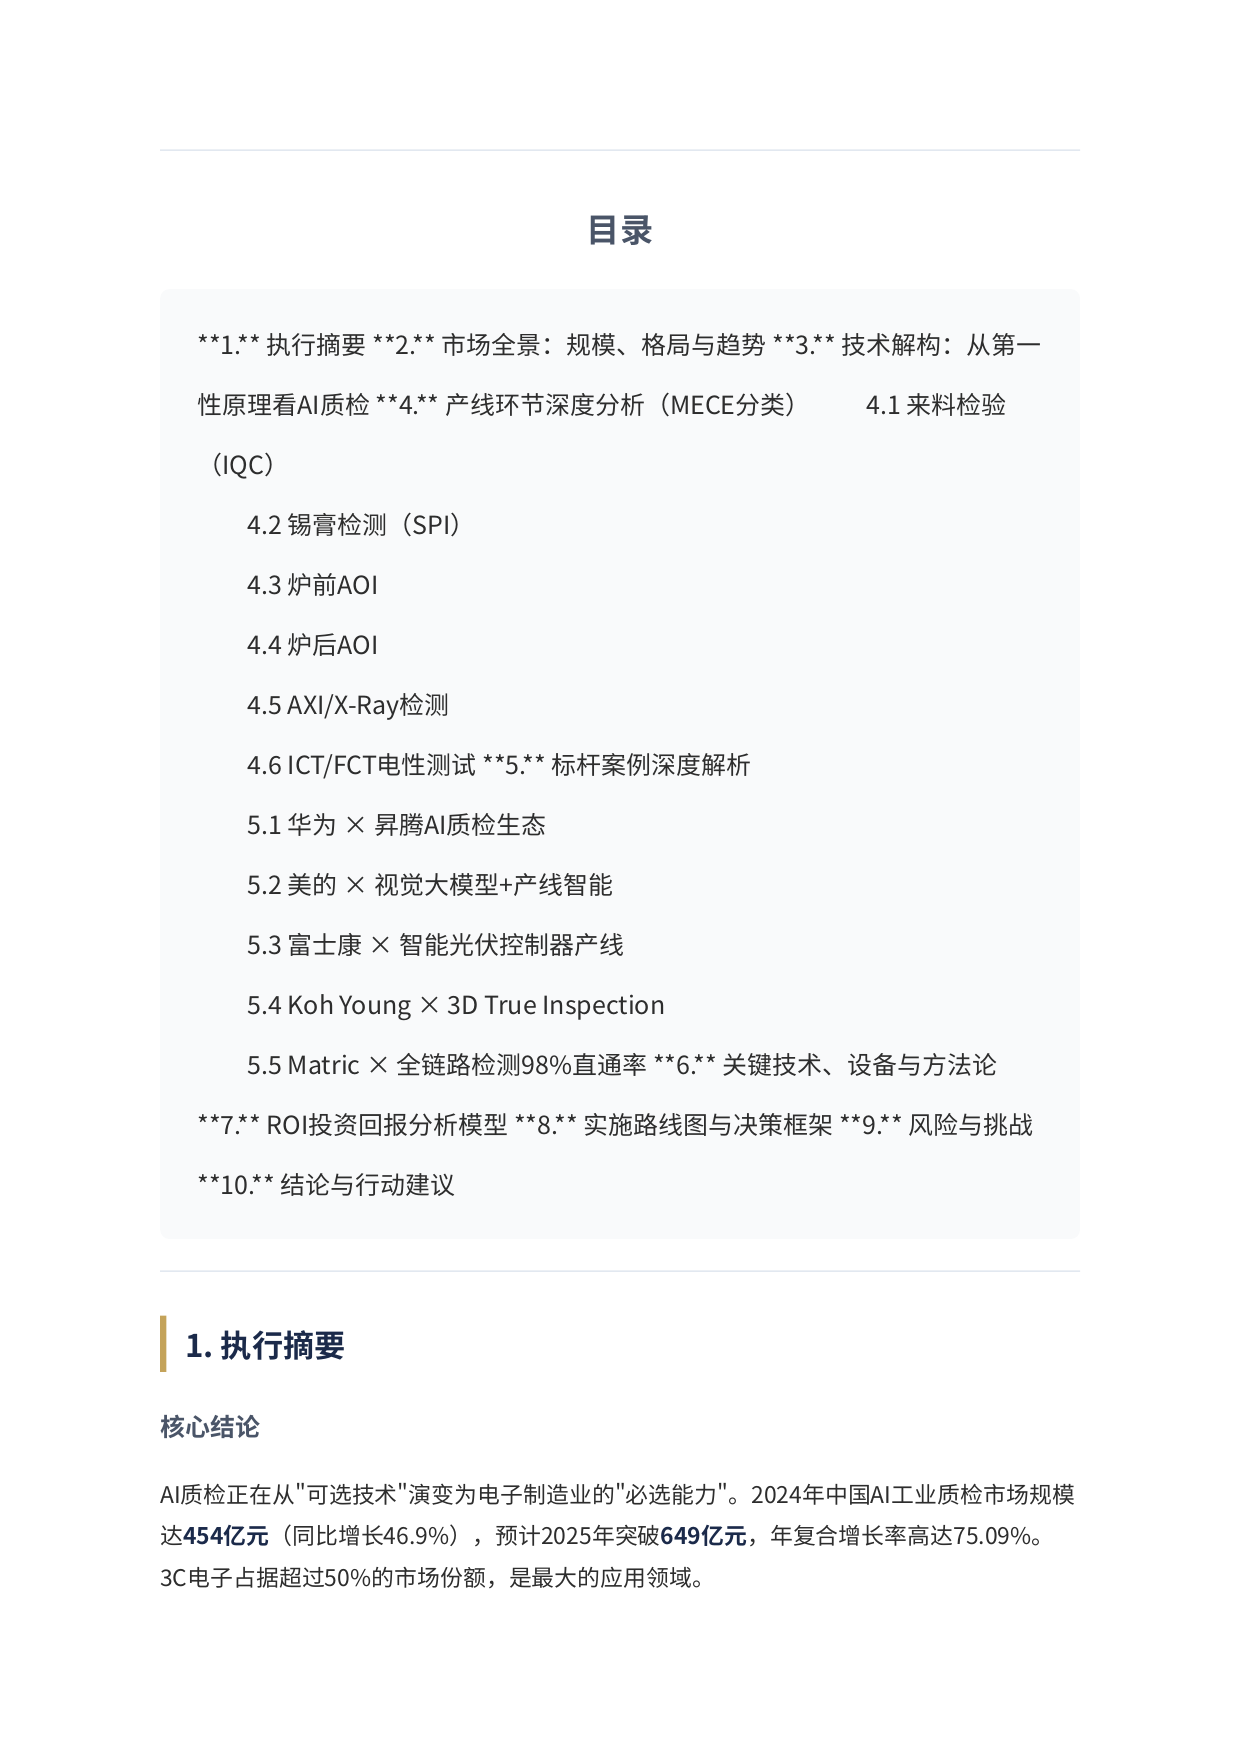 目录
**1.** 执行摘要 **2.** 市场全景：规模、格局与趋势 **3.** 技术解构：从第一
性原理看AI质检 **4.** 产线环节深度分析（MECE分类） 4.1 来料检验
（IQC）
4.2 锡膏检测（SPI）
4.3 炉前AOI
4.4 炉后AOI
4.5 AXI/X-Ray检测
4.6 ICT/FCT电性测试 **5.** 标杆案例深度解析
5.1 华为 × 昇腾AI质检生态
5.2 美的 × 视觉大模型+产线智能
5.3 富士康 × 智能光伏控制器产线
5.4 Koh Young × 3D True Inspection
5.5 Matric × 全链路检测98%直通率 **6.** 关键技术、设备与方法论
**7.** ROI投资回报分析模型 **8.** 实施路线图与决策框架 **9.** 风险与挑战
**10.** 结论与行动建议
1. 执行摘要
核心结论
AI质检正在从"可选技术"演变为电子制造业的"必选能力"。2024年中国AI工业质检市场规模
达454亿元（同比增长46.9%），预计2025年突破649亿元，年复合增长率高达75.09%。
3C电子占据超过50%的市场份额，是最大的应用领域。